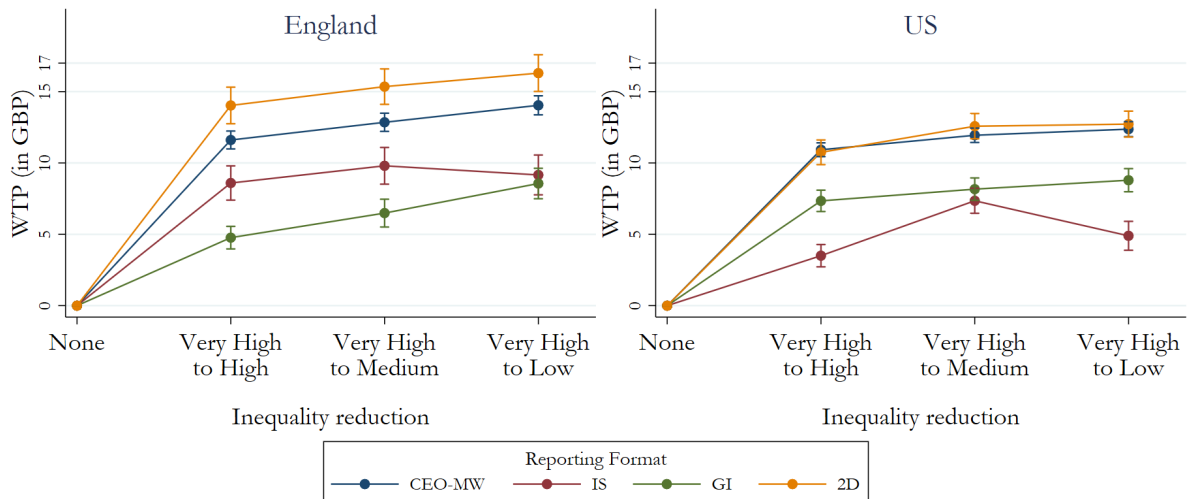 England
WTP (in GBP)
17
15
10
5
0
None
Very High
to High
Very High
to Medium
Very High
to Low
Inequality reduction
US
WTP (in GBP)
17
15
10
5
0
None
Very High
to High
Very High
to Medium
Very High
to Low
Inequality reduction
Reporting Format
CEO-MW IS GI 2D